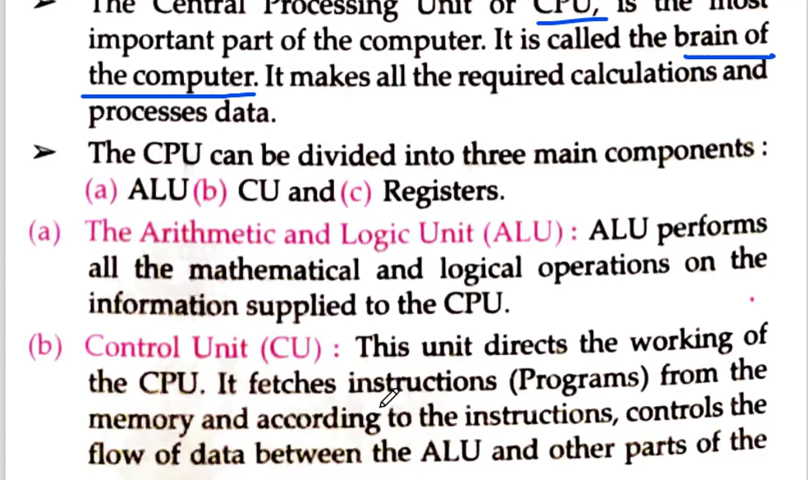 ➤ The Central Processing Unit or CPU, is the most
important part of the computer. It is called the brain of
the computer. It makes all the required calculations and
processes data.
➤ The CPU can be divided into three main components :
(a) ALU (b) CU and (c) Registers.
(a) The Arithmetic and Logic Unit (ALU) : ALU performs
all the mathematical and logical operations on the
information supplied to the CPU.
(b) Control Unit (CU) : This unit directs the working of
the CPU. It fetches instructions (Programs) from the
memory and according to the instructions, controls the
flow of data between the ALU and other parts of the